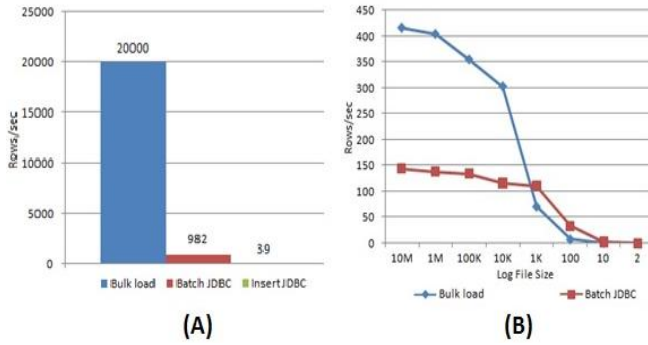 25000
20000
15000
10000
5000
0
Rows/sec
20000
982
39
Bulk load
Batch JDBC
Insert JDBC
(A)
450
400
350
300
250
200
150
100
50
0
Rows/sec
10M 1M 100K 10K 1K 100 10 2
Log File Size
Bulk load
Batch JDBC
(B)